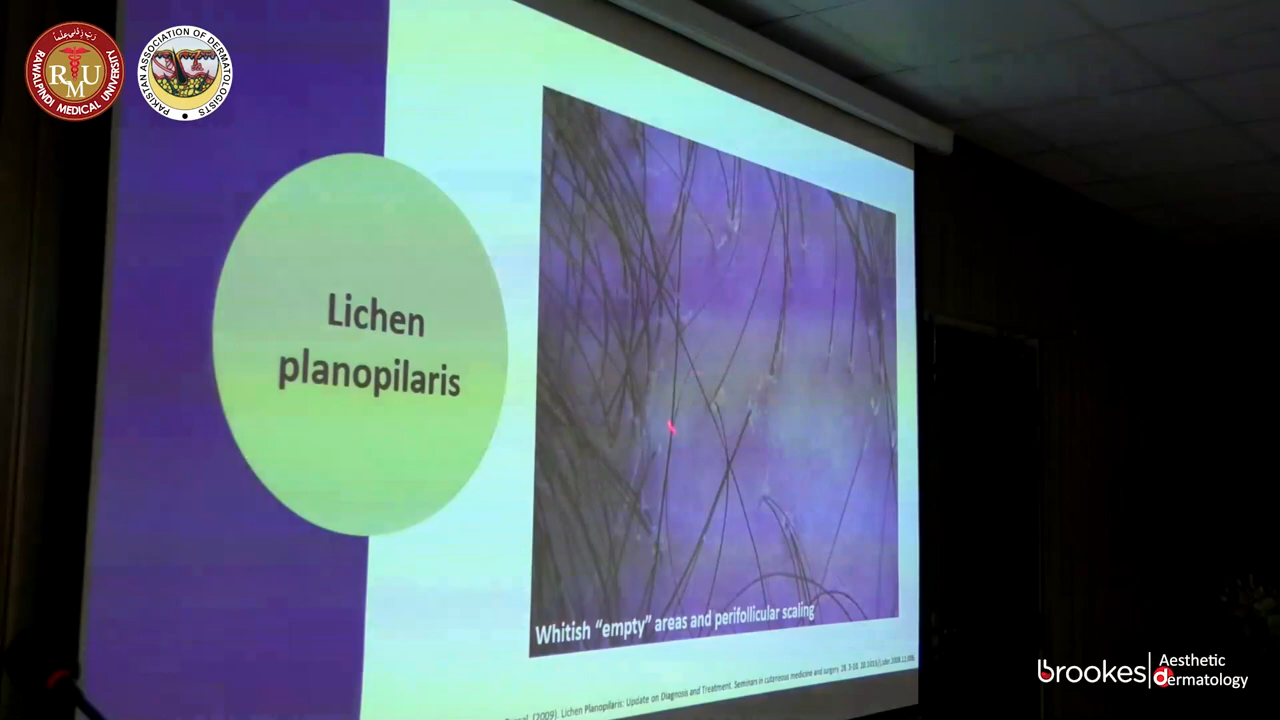 رَبِّ زِدْنِي عِلْمًا
RAWALPINDI MEDICAL UNIVERSITY
RMU
PAKISTAN ASSOCIATION OF DERMATOLOGISTS
Lichen
planopilaris
Whitish “empty” areas and perifollicular scaling
(2009). Lichen Planopilaris: Update on Diagnosis and Treatment. Seminars in cutaneous medicine and surgery
brookes
Aesthetic
dermatology